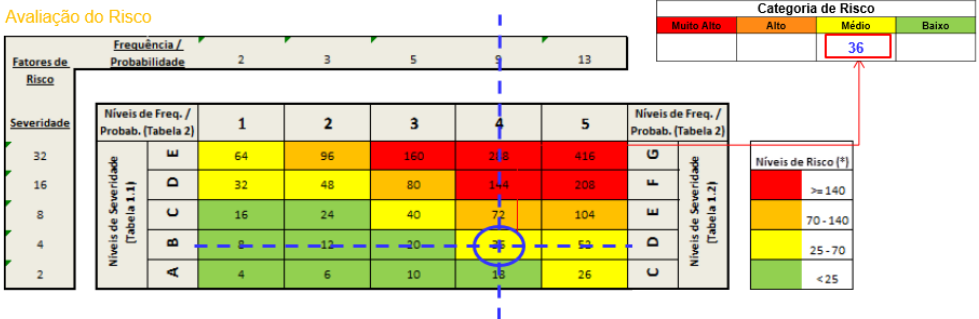 Avaliação do Risco
Categoria de Risco
Muito Alto Alto Médio Baixo
36
Fatores de Risco
Frequência / Probabilidade
2 3 5 9 13
Severidade
Níveis de Freq. / Probab. (Tabela 2)
1 2 3 4 5
Níveis de Freq. / Probab. (Tabela 2)
Níveis de Severidade (Tabela 1.1)
Níveis de Severidade (Tabela 1.2)
32 E 64 96 160 288 416 G
16 D 32 48 80 144 208 F
8 C 16 24 40 72 104 E
4 B 8 12 20 36 52 D
2 A 4 6 10 18 26 C
Níveis de Risco (*)
>= 140
70 - 140
25 - 70
< 25